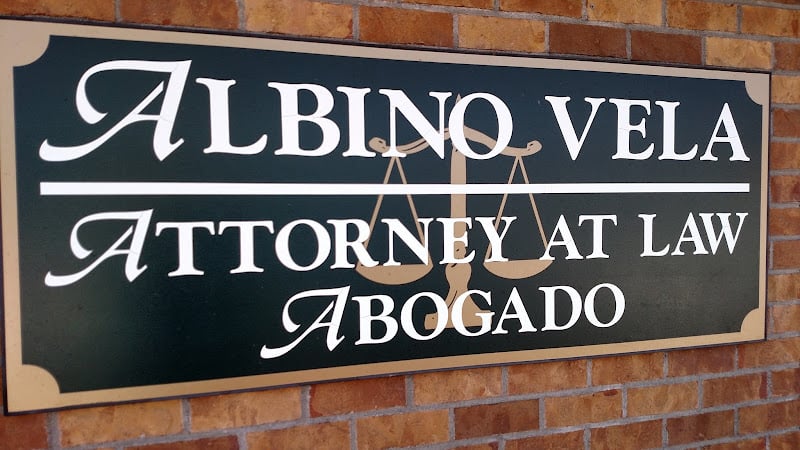 ALBINO VELA
ATTORNEY AT LAW
ABOGADO